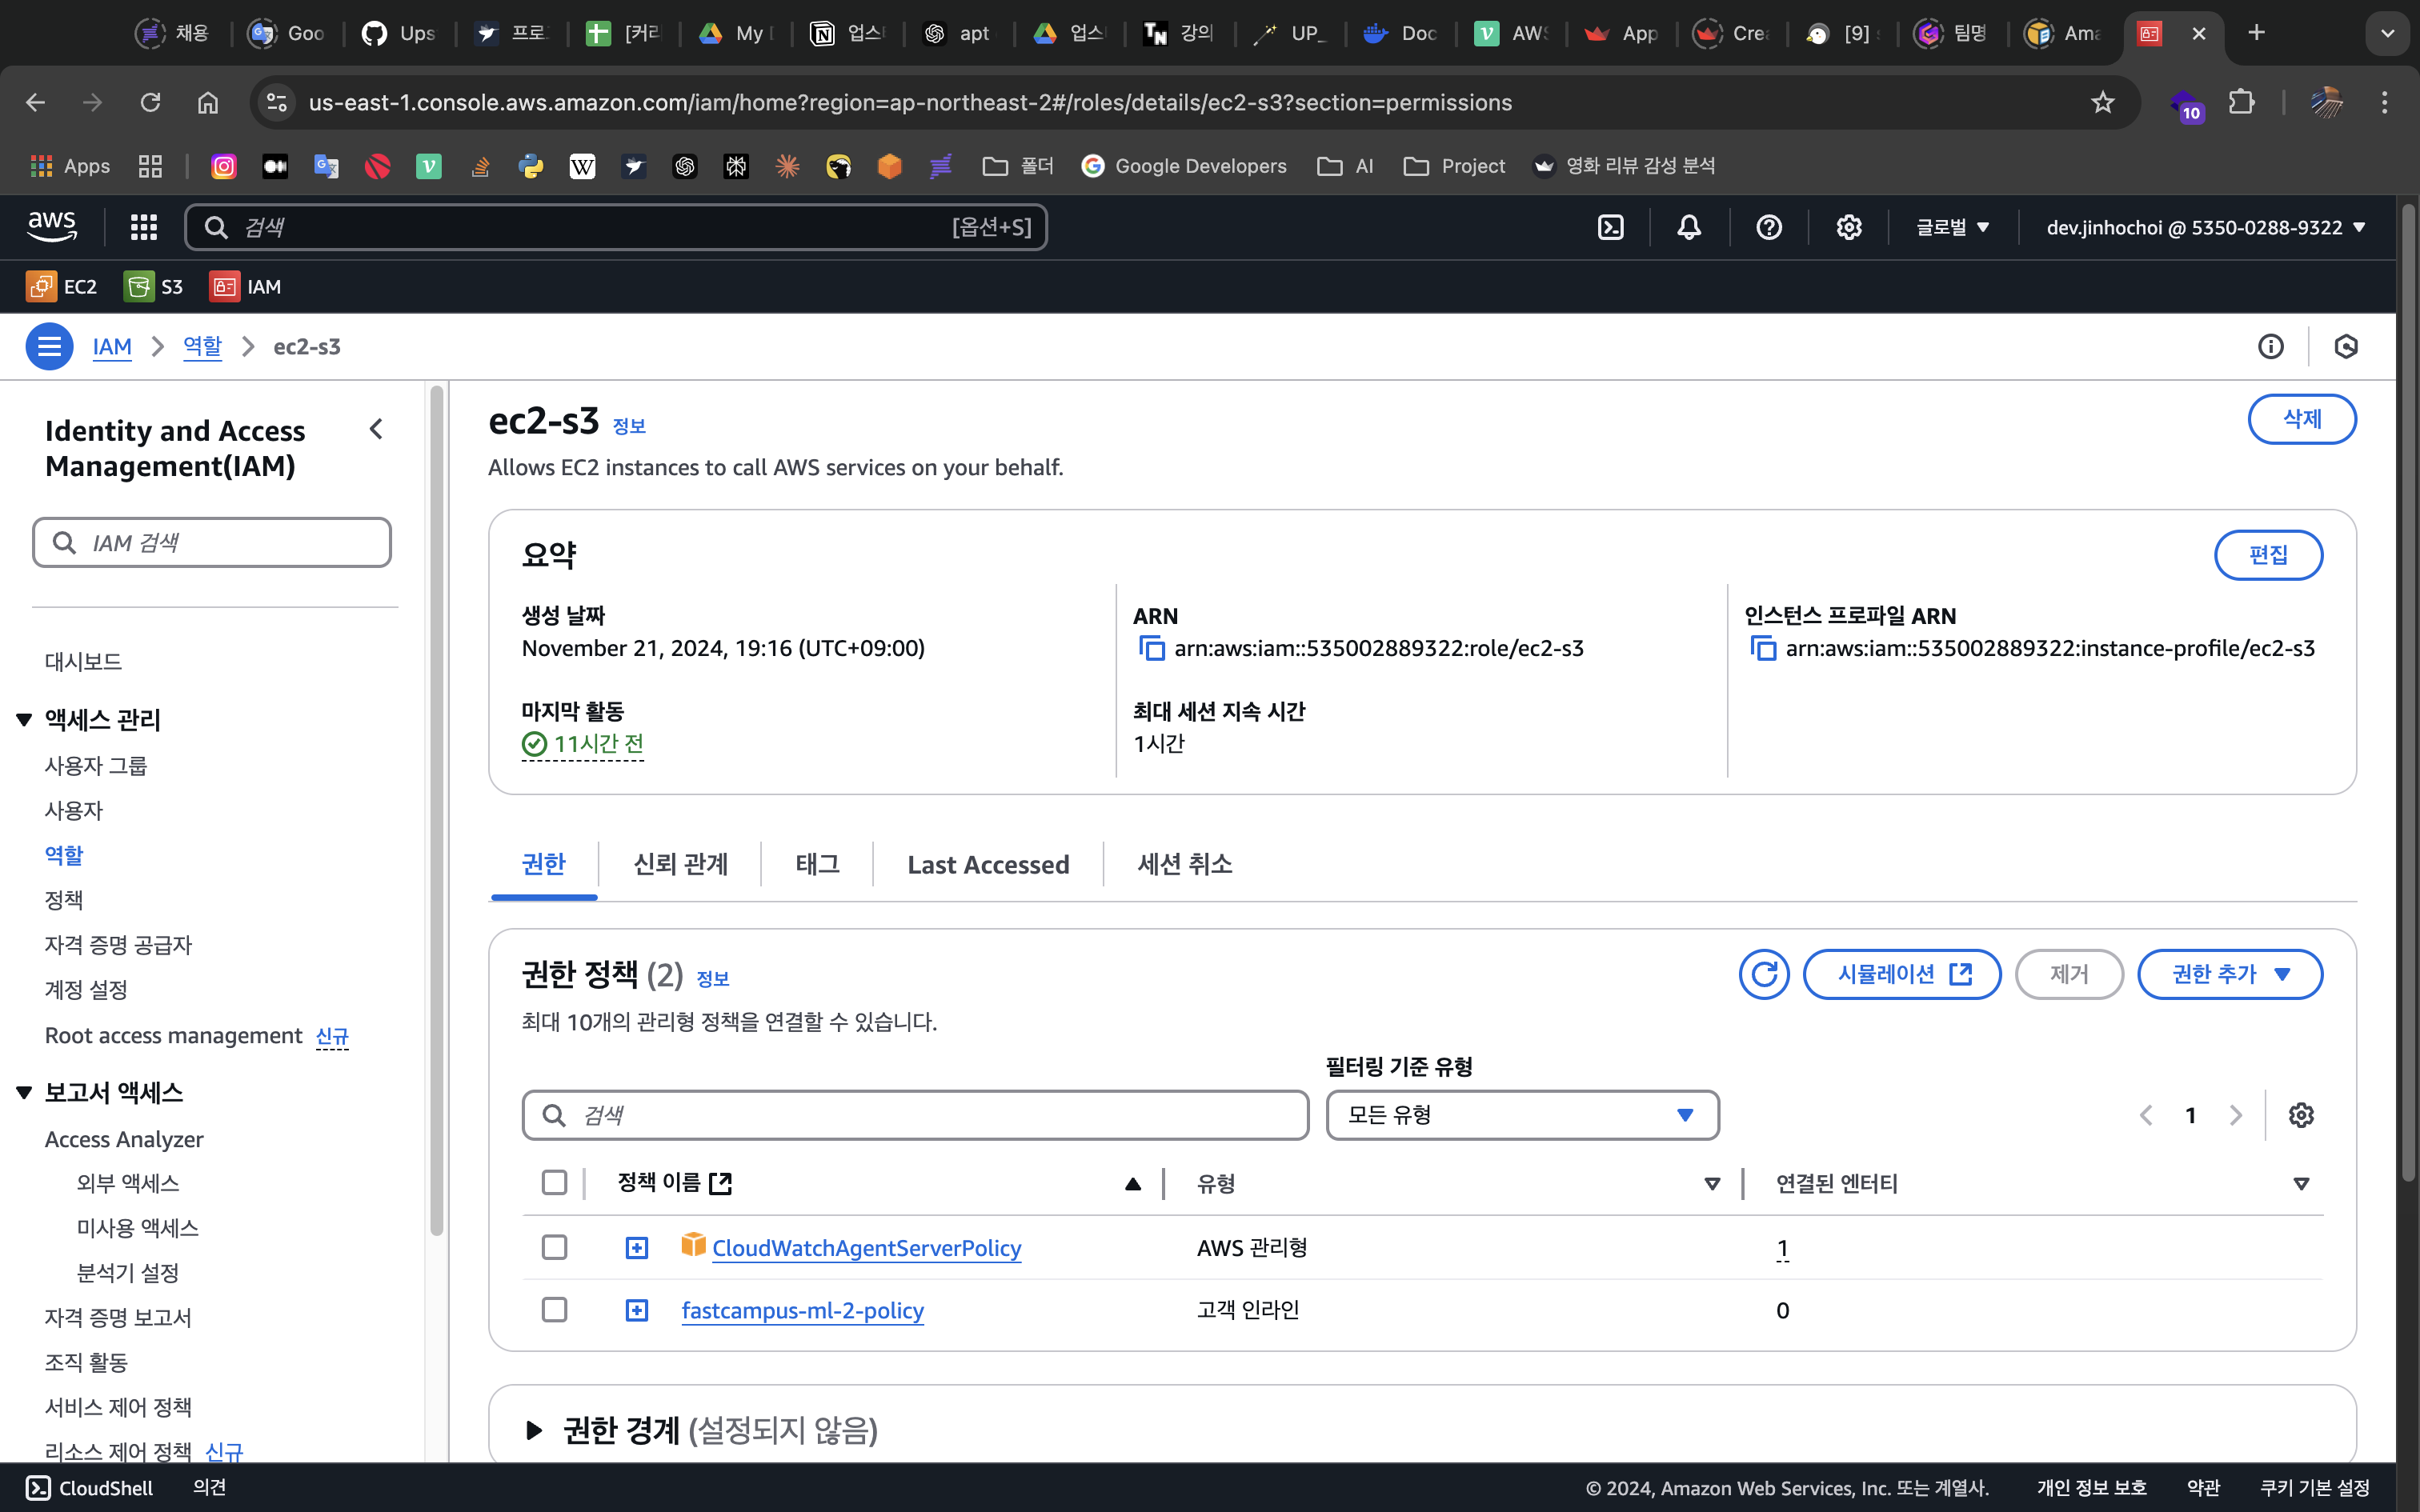 채용
Goo
Ups
프로
[커리
My
업스
apt
업스
강의
UP_
Doc
AWS
App
Crea
[9]
팀명
Ama
us-east-1.console.aws.amazon.com/iam/home?region=ap-northeast-2#/roles/details/ec2-s3?section=permissions
10
Apps
폴더
Google Developers
AI
Project
영화 리뷰 감성 분석
aws
검색
[옵션+S]
글로벌
dev.jinhochoi @ 5350-0288-9322
EC2
S3
IAM
IAM
역할
ec2-s3
Identity and Access
Management(IAM)
IAM 검색
대시보드
액세스 관리
사용자 그룹
사용자
역할
정책
자격 증명 공급자
계정 설정
Root access management 신규
보고서 액세스
Access Analyzer
외부 액세스
미사용 액세스
분석기 설정
자격 증명 보고서
조직 활동
서비스 제어 정책
리소스 제어 정책 신규
ec2-s3 정보
삭제
Allows EC2 instances to call AWS services on your behalf.
요약
편집
생성 날짜
November 21, 2024, 19:16 (UTC+09:00)
ARN
arn:aws:iam::535002889322:role/ec2-s3
인스턴스 프로파일 ARN
arn:aws:iam::535002889322:instance-profile/ec2-s3
마지막 활동
11시간 전
최대 세션 지속 시간
1시간
권한
신뢰 관계
태그
Last Accessed
세션 취소
권한 정책 (2) 정보
시뮬레이션
제거
권한 추가
최대 10개의 관리형 정책을 연결할 수 있습니다.
필터링 기준 유형
검색
모든 유형
1
정책 이름
유형
연결된 엔터티
CloudWatchAgentServerPolicy
AWS 관리형
1
fastcampus-ml-2-policy
고객 인라인
0
권한 경계 (설정되지 않음)
CloudShell
의견
© 2024, Amazon Web Services, Inc. 또는 계열사.
개인 정보 보호
약관
쿠키 기본 설정